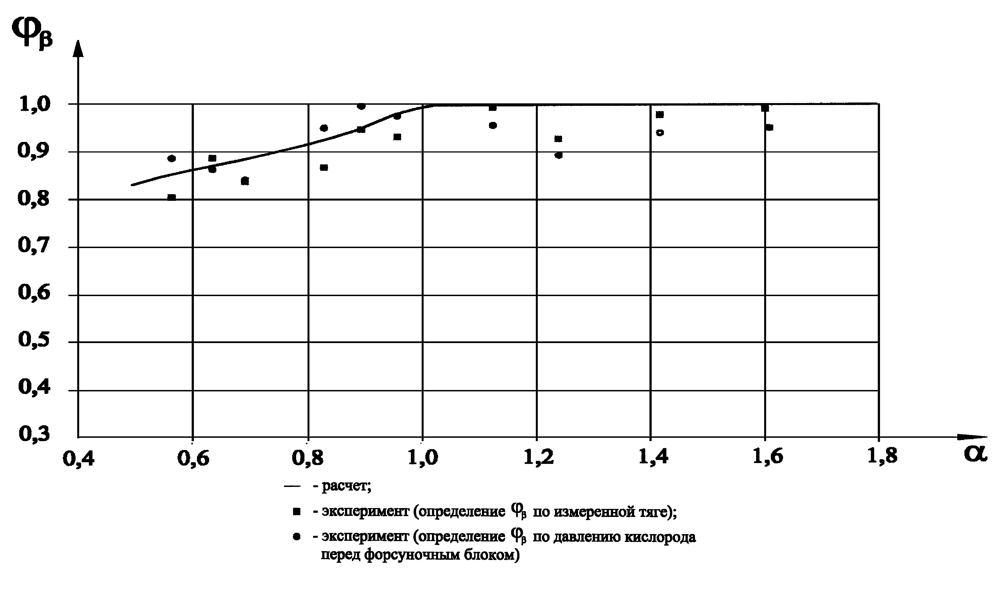 φβ
1,0
0,9
0,8
0,7
0,6
0,5
0,4
0,3
0,4 0,6 0,8 1,0 1,2 1,4 1,6 1,8 α
— - расчет;
■ - эксперимент (определение φβ по измеренной тяге);
● - эксперимент (определение φβ по давлению кислорода
перед форсуночным блоком)